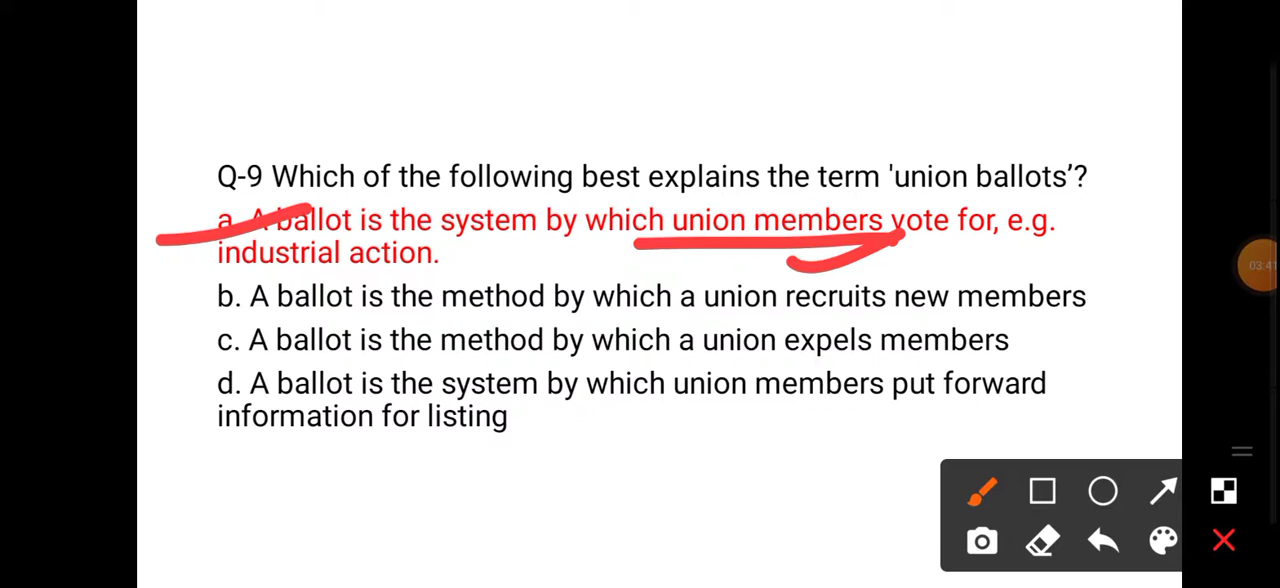 Q-9 Which of the following best explains the term 'union ballots’?
a. A ballot is the system by which union members vote for, e.g.
industrial action.
b. A ballot is the method by which a union recruits new members
c. A ballot is the method by which a union expels members
d. A ballot is the system by which union members put forward
information for listing